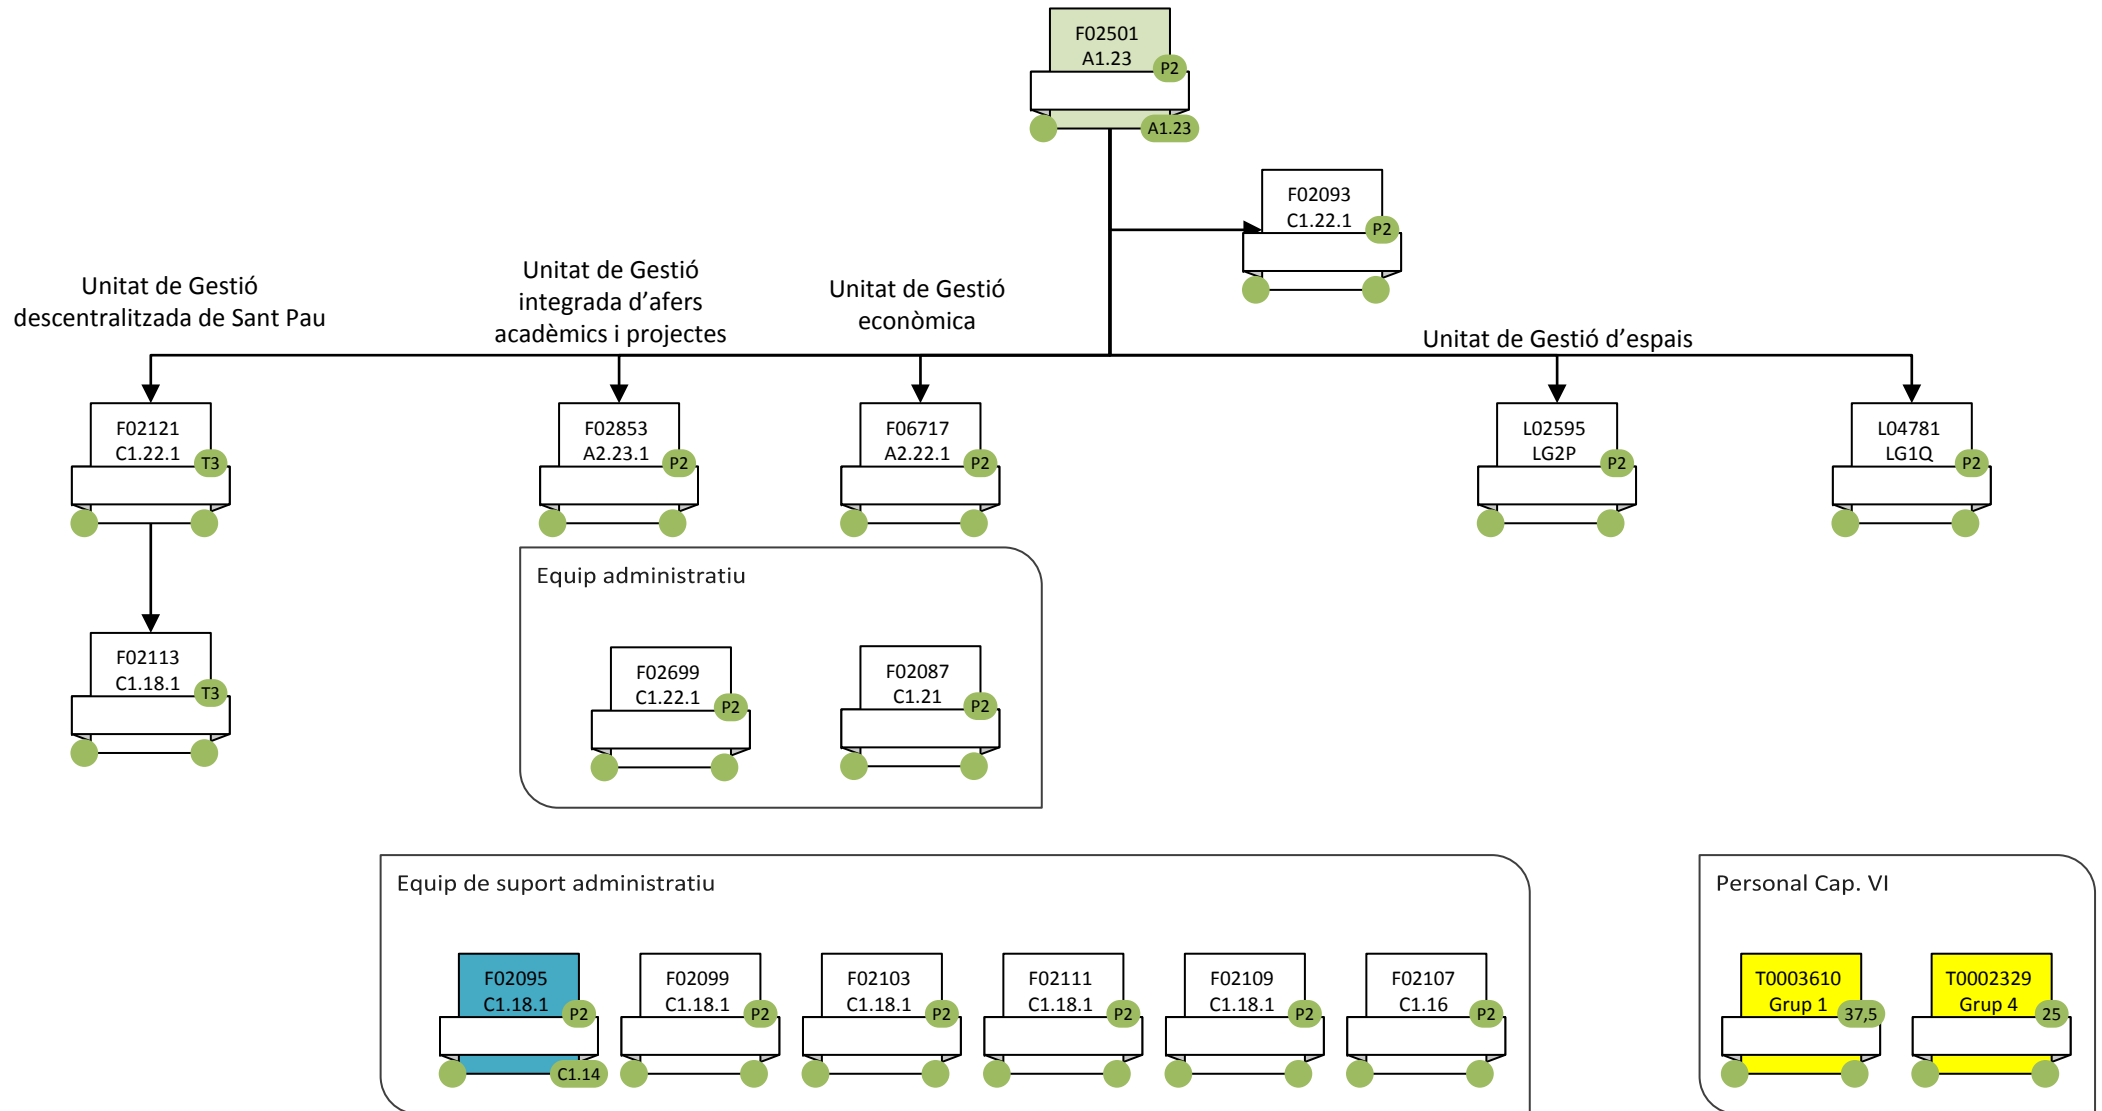 F02501
A1.23
P2
A1.23
F02093
C1.22.1
P2
Unitat de Gestió
descentralitzada de Sant Pau
Unitat de Gestió
integrada d’afers
acadèmics i projectes
Unitat de Gestió
econòmica
Unitat de Gestió d’espais
F02121
C1.22.1
T3
F02853
A2.23.1
P2
F06717
A2.22.1
P2
L02595
LG2P
P2
L04781
LG1Q
P2
F02113
C1.18.1
T3
Equip administratiu
F02699
C1.22.1
P2
F02087
C1.21
P2
Equip de suport administratiu
F02095
C1.18.1
P2
C1.14
F02099
C1.18.1
P2
F02103
C1.18.1
P2
F02111
C1.18.1
P2
F02109
C1.18.1
P2
F02107
C1.16
P2
Personal Cap. VI
T0003610
Grup 1
37,5
T0002329
Grup 4
25